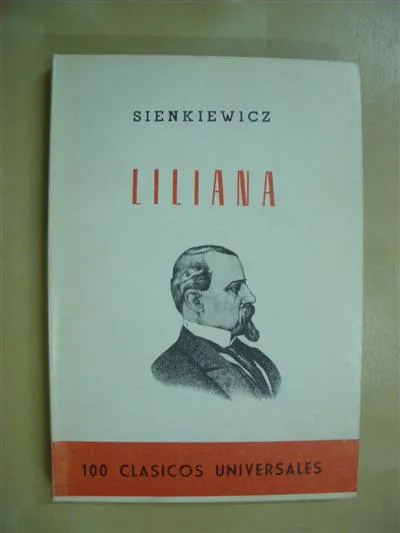 SIENKIEWICZ
LILIANA
100 CLASICOS UNIVERSALES